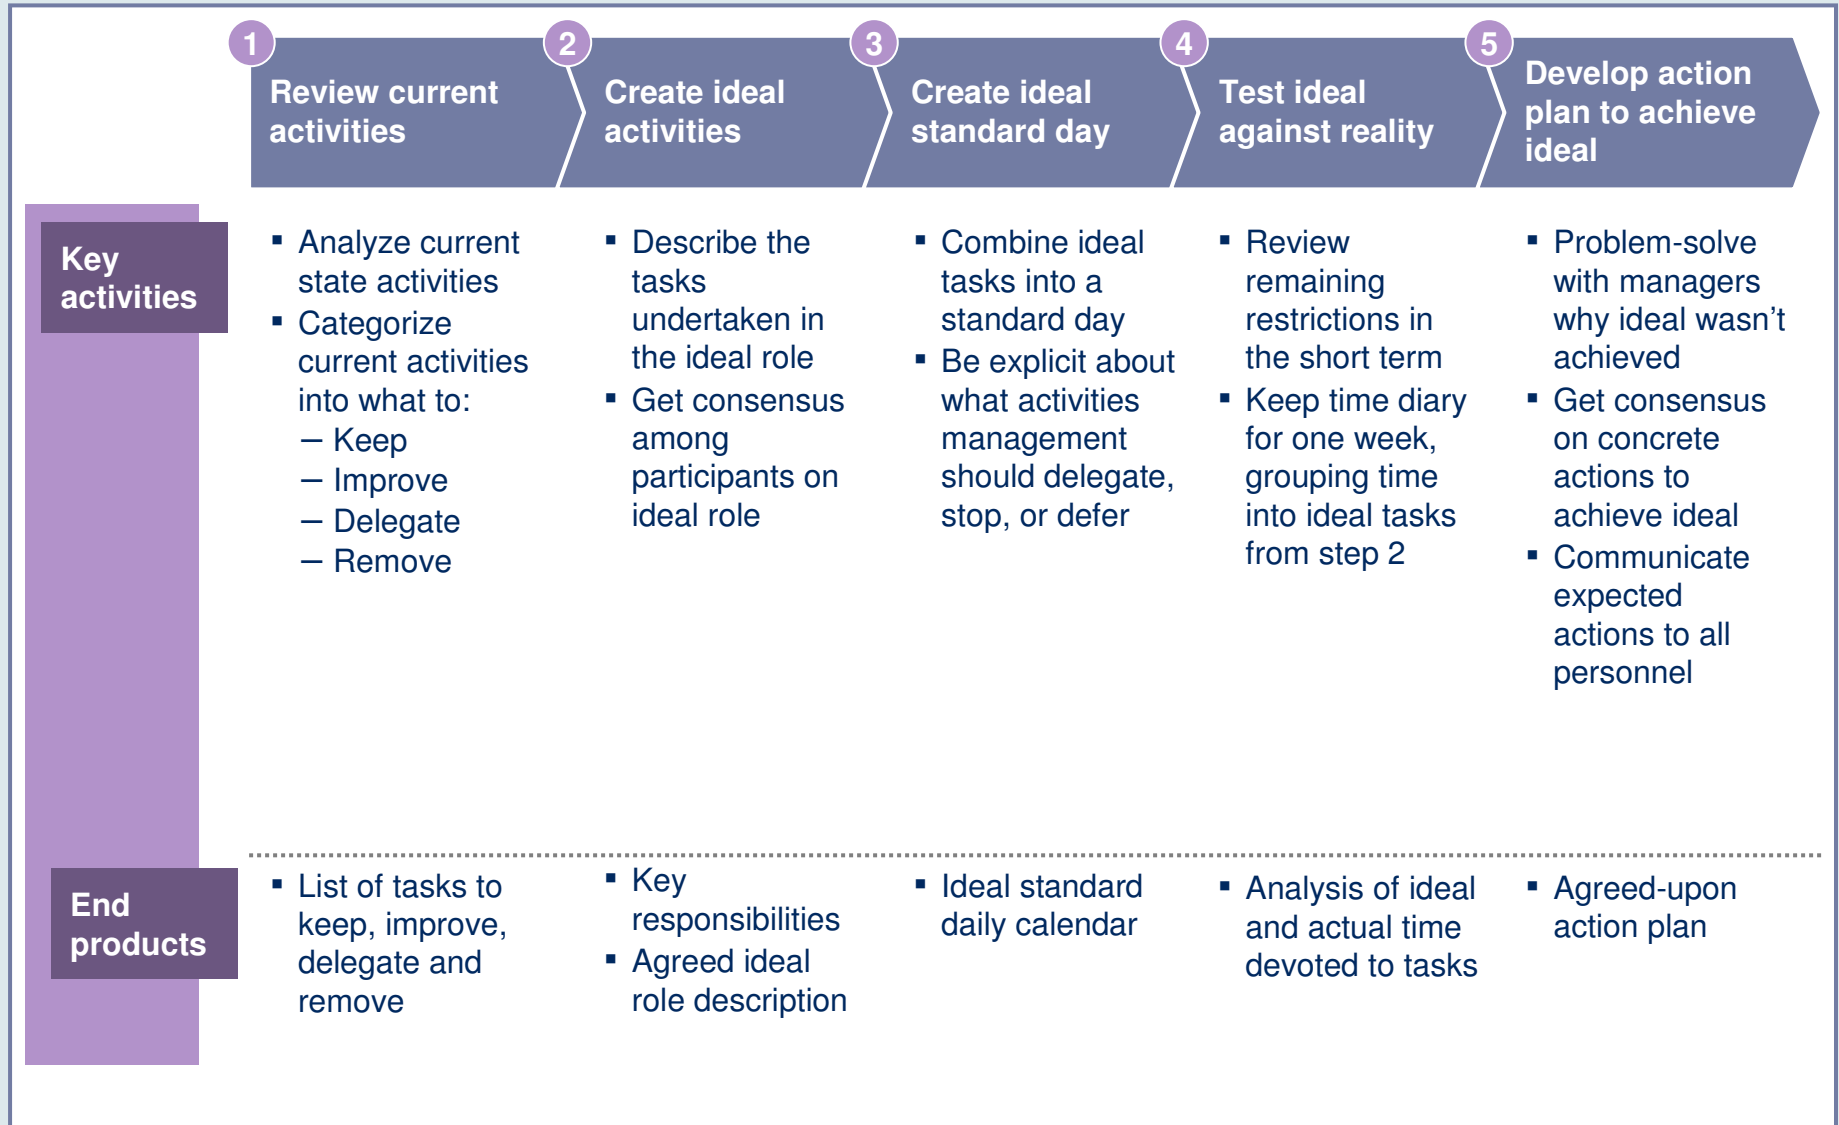 1
Review current
activities
2
Create ideal
activities
3
Create ideal
standard day
4
Test ideal
against reality
5
Develop action
plan to achieve
ideal
Key
activities
▪ Analyze current
state activities
▪ Categorize
current activities
into what to:
– Keep
– Improve
– Delegate
– Remove
▪ Describe the
tasks
undertaken in
the ideal role
▪ Get consensus
among
participants on
ideal role
▪ Combine ideal
tasks into a
standard day
▪ Be explicit about
what activities
management
should delegate,
stop, or defer
▪ Review
remaining
restrictions in
the short term
▪ Keep time diary
for one week,
grouping time
into ideal tasks
from step 2
▪ Problem-solve
with managers
why ideal wasn't
achieved
▪ Get consensus
on concrete
actions to
achieve ideal
▪ Communicate
expected
actions to all
personnel
End
products
▪ List of tasks to
keep, improve,
delegate and
remove
▪ Key
responsibilities
▪ Agreed ideal
role description
▪ Ideal standard
daily calendar
▪ Analysis of ideal
and actual time
devoted to tasks
▪ Agreed-upon
action plan